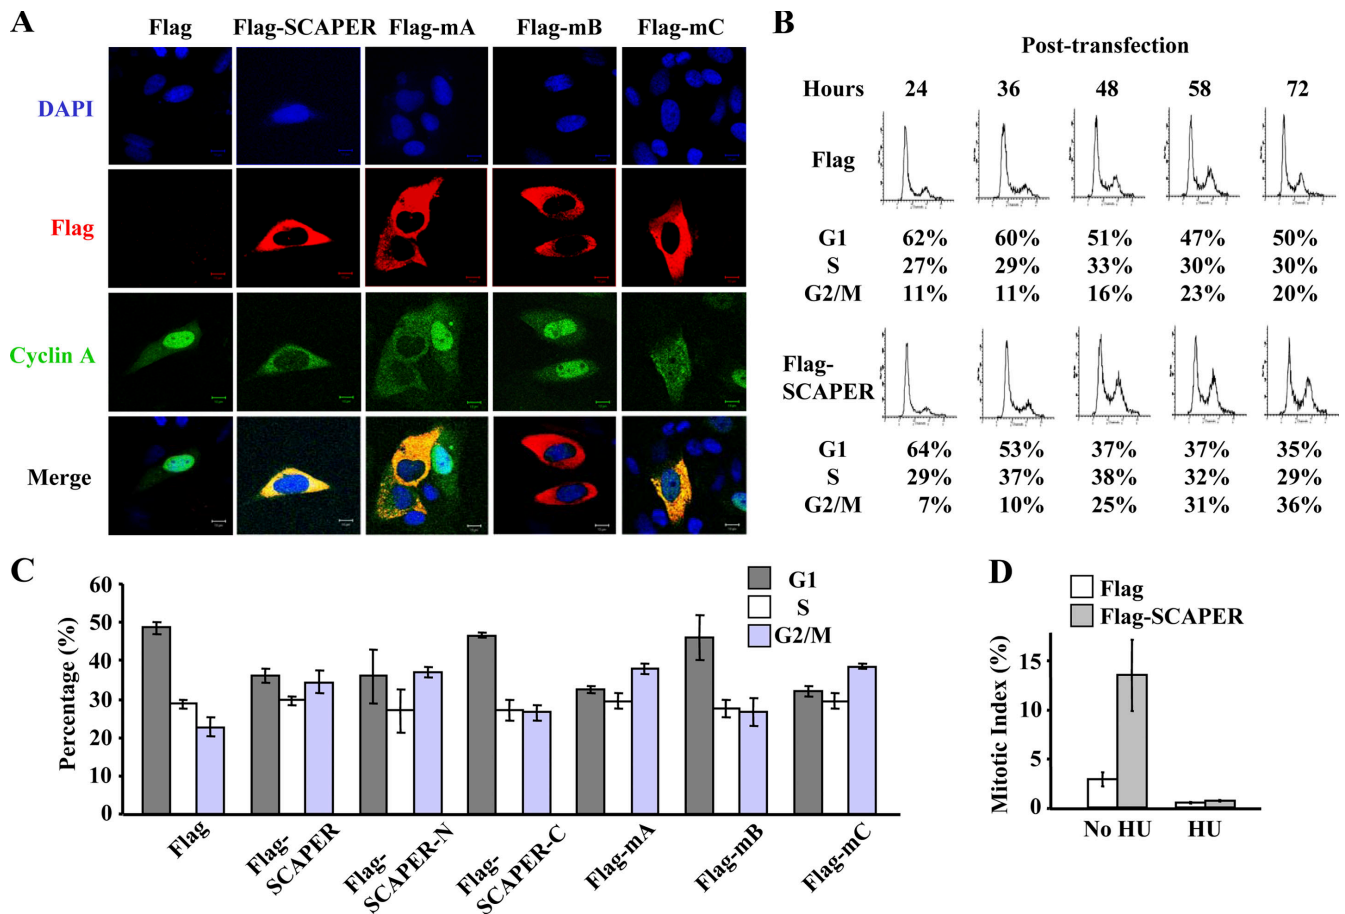 A
Flag Flag-SCAPER Flag-mA Flag-mB Flag-mC
DAPI
Flag
Cyclin A
Merge
B
Post-transfection
Hours 24 36 48 58 72
Flag
G1 62% 60% 51% 47% 50%
S 27% 29% 33% 30% 30%
G2/M 11% 11% 16% 23% 20%
Flag-
SCAPER
G1 64% 53% 37% 37% 35%
S 29% 37% 38% 32% 29%
G2/M 7% 10% 25% 31% 36%
C
Percentage (%)
60
50
40
30
20
10
0
G1
S
G2/M
Flag
Flag-
SCAPER
Flag-
SCAPER-N
Flag-
SCAPER-C
Flag-mA
Flag-mB
Flag-mC
D
Flag
Flag-SCAPER
Mitotic Index (%)
15
10
5
0
No HU HU